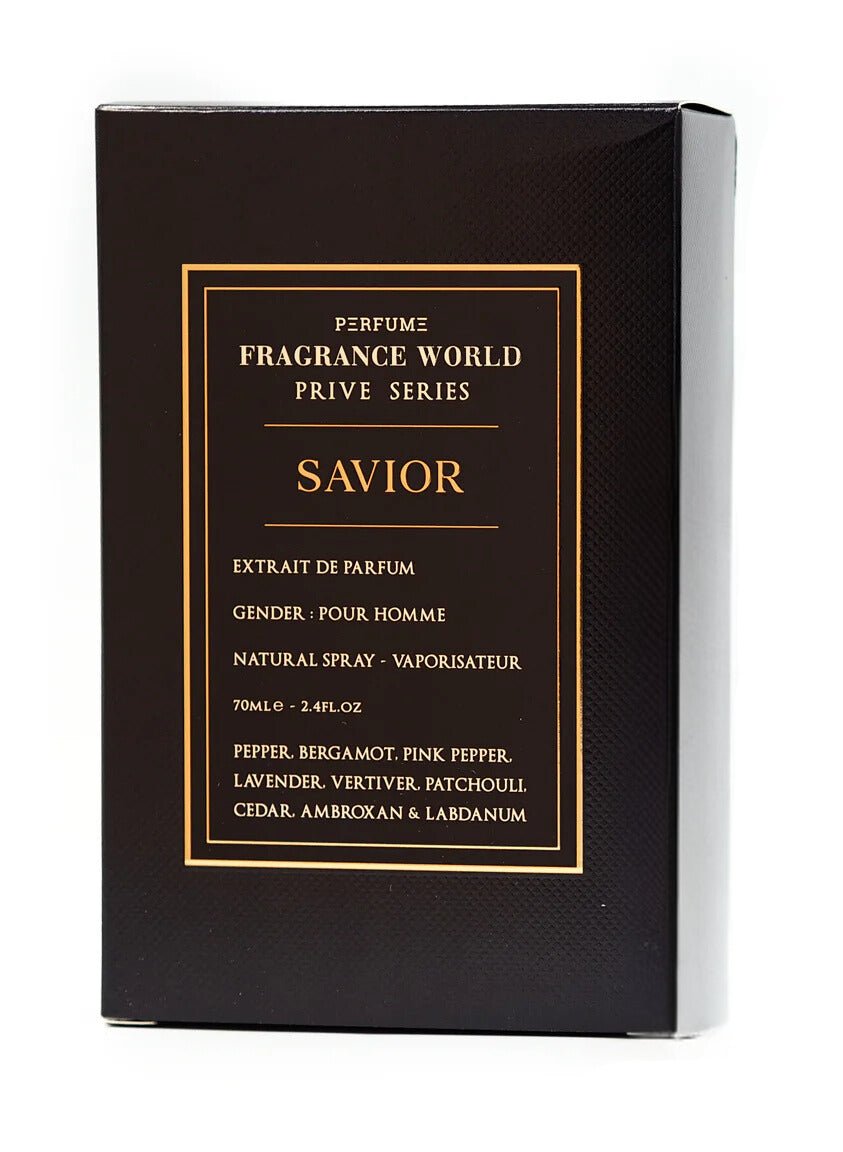 PERFUME
FRAGRANCE WORLD
PRIVE SERIES
SAVIOR
EXTRAIT DE PARFUM
GENDER : POUR HOMME
NATURAL SPRAY - VAPORISATEUR
70MLe - 2.4FL.OZ
PEPPER, BERGAMOT, PINK PEPPER,
LAVENDER, VERTIVER, PATCHOULI,
CEDAR, AMBROXAN & LABDANUM